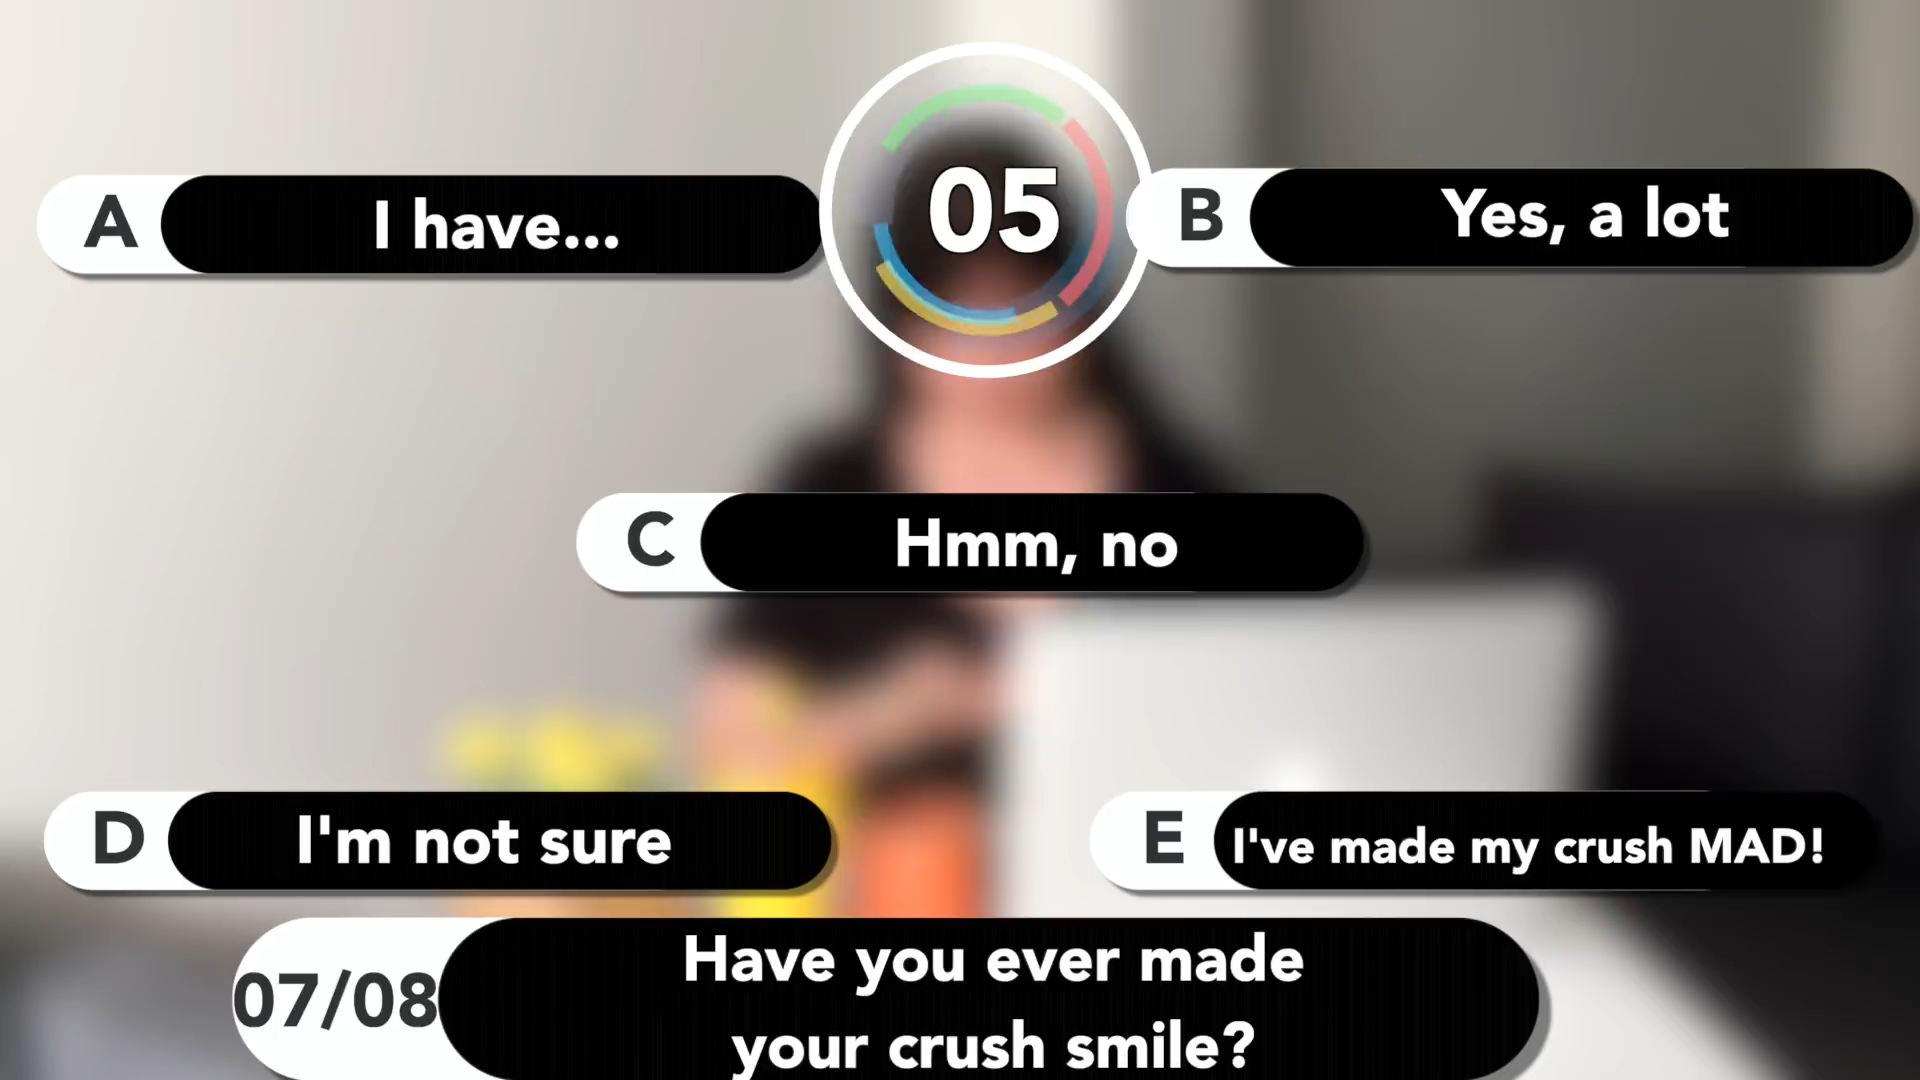 A
I have...
05
B
Yes, a lot
C
Hmm, no
D
I'm not sure
E
I've made my crush MAD!
07/08
Have you ever made
your crush smile?